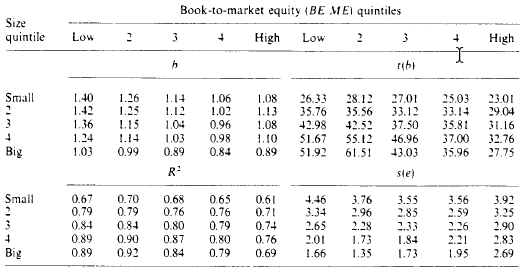 Book-to-market equity (BE ME) quintiles
Size
quintile Low 2 3 4 High Low 2 3 4 High
b t(b)
Small 1.40 1.26 1.14 1.06 1.08 26.33 28.12 27.01 25.03 23.01
2 1.42 1.25 1.12 1.02 1.13 35.76 35.56 33.12 33.14 29.04
3 1.36 1.15 1.04 0.96 1.08 42.98 42.52 37.50 35.81 31.16
4 1.24 1.14 1.03 0.98 1.10 51.67 55.12 46.96 37.00 32.76
Big 1.03 0.99 0.89 0.84 0.89 51.92 61.51 43.03 35.96 27.75
R² s(e)
Small 0.67 0.70 0.68 0.65 0.61 4.46 3.76 3.55 3.56 3.92
2 0.79 0.79 0.76 0.76 0.71 3.34 2.96 2.85 2.59 3.25
3 0.84 0.84 0.80 0.79 0.74 2.65 2.28 2.33 2.26 2.90
4 0.89 0.90 0.87 0.80 0.76 2.01 1.73 1.84 2.21 2.83
Big 0.89 0.92 0.84 0.79 0.69 1.66 1.35 1.73 1.95 2.69